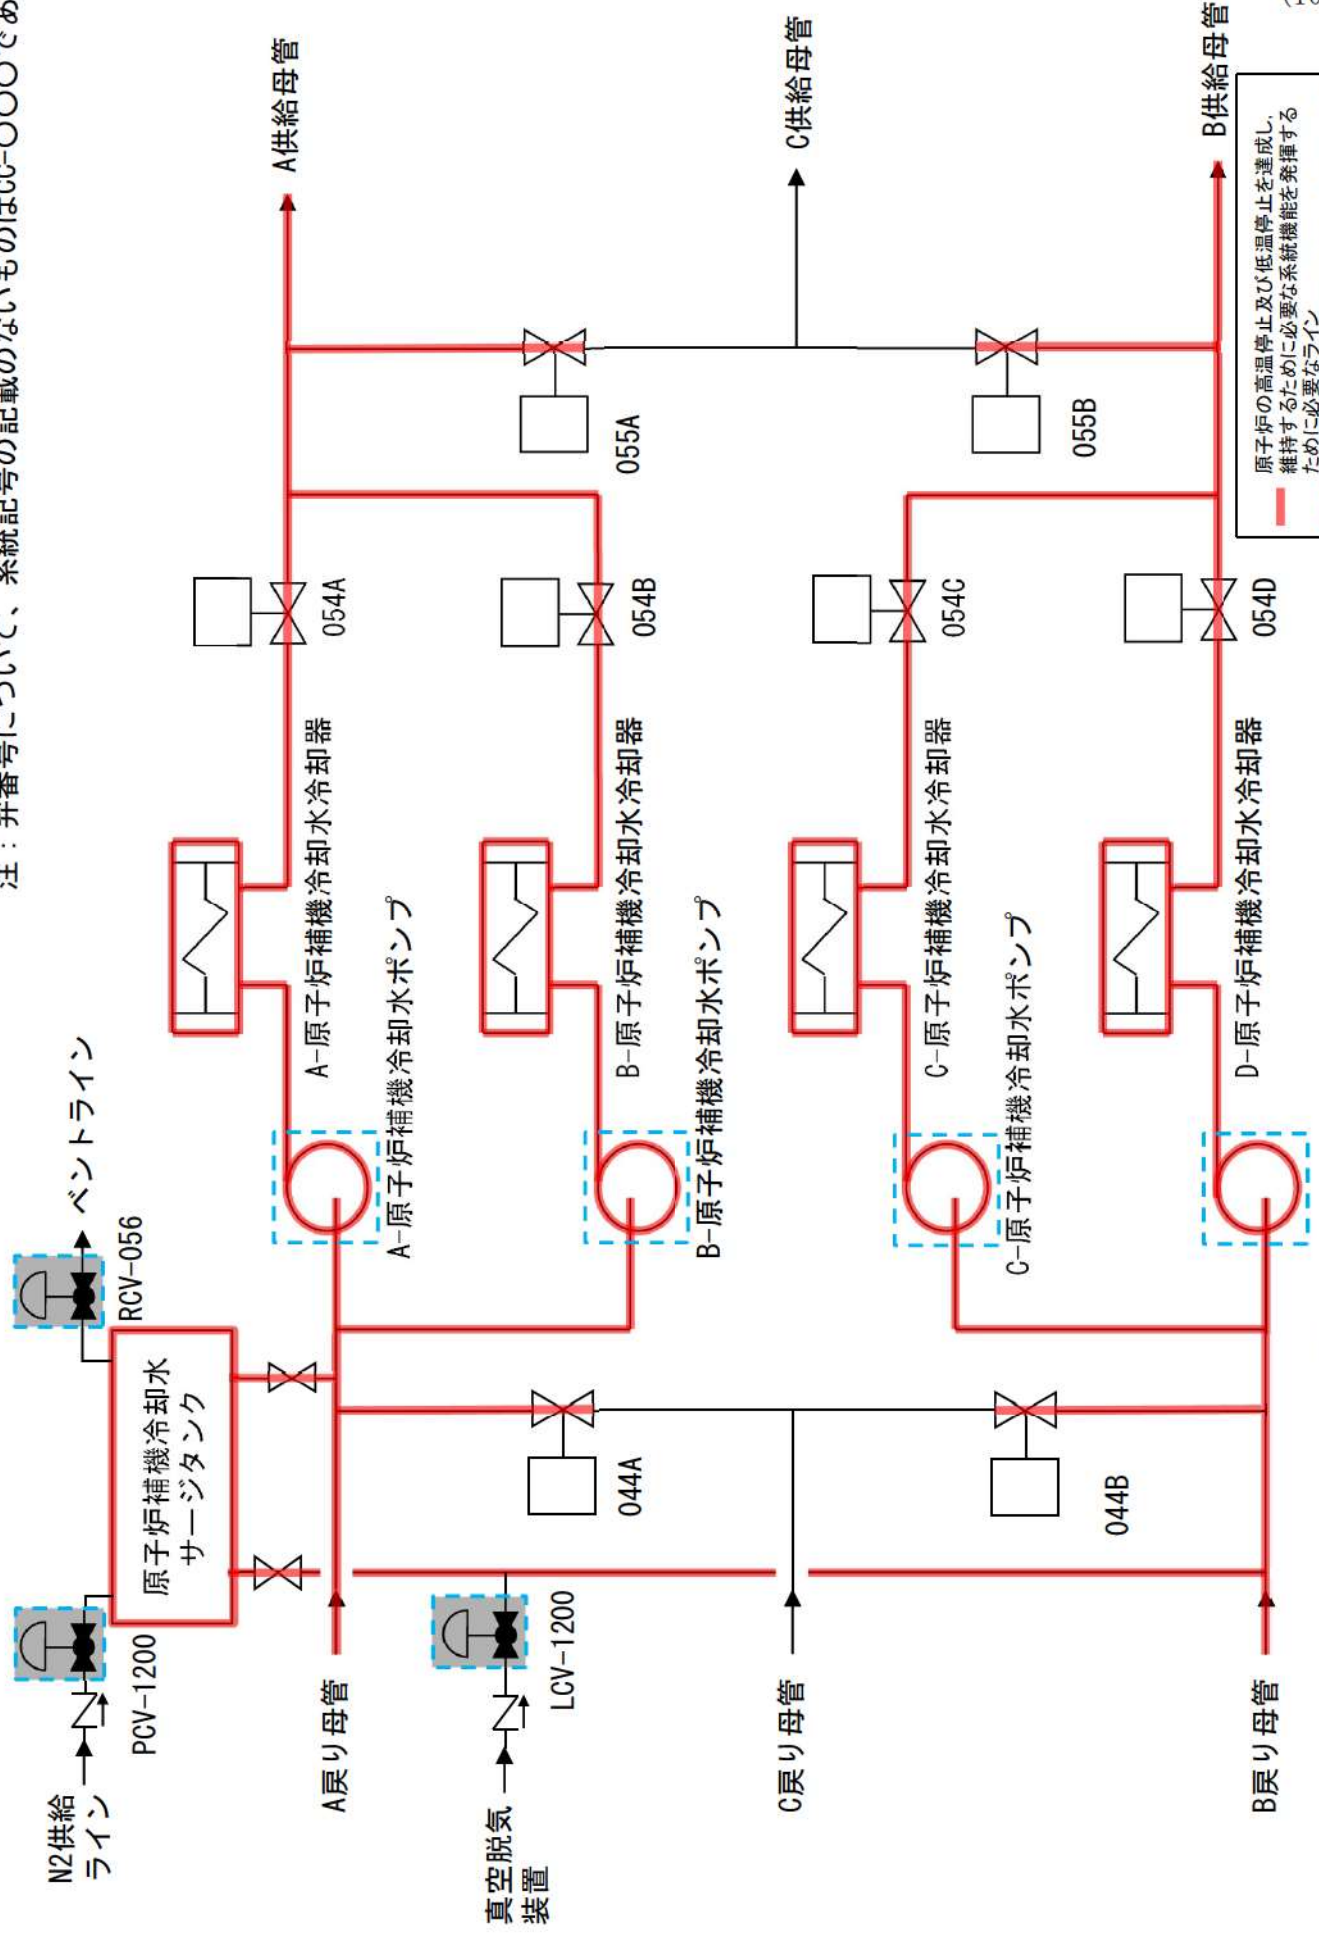 注：弁番号について、系統記号の記載のないものはCC-〇〇〇であ
N2供給
ライン
PCV-1200
原子炉補機冷却水
サージタンク
RCV-056
ベントライン
A戻り母管
真空脱気
装置
LCV-1200
C戻り母管
B戻り母管
044A
044B
A-原子炉補機冷却水ポンプ
B-原子炉補機冷却水ポンプ
C-原子炉補機冷却水ポンプ
A-原子炉補機冷却水冷却器
B-原子炉補機冷却水冷却器
C-原子炉補機冷却水冷却器
D-原子炉補機冷却水冷却器
054A
054B
054C
054D
055A
055B
A供給母管
C供給母管
B供給母管
原子炉の高温停止及び低温停止を達成し,
維持するために必要な系統機能を発揮する
ために必要なライン